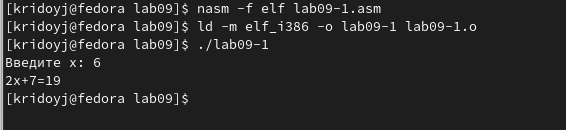 [kridoyj@fedora lab09]$ nasm -f elf lab09-1.asm
[kridoyj@fedora lab09]$ ld -m elf_i386 -o lab09-1 lab09-1.o
[kridoyj@fedora lab09]$ ./lab09-1
Введите x: 6
2x+7=19
[kridoyj@fedora lab09]$